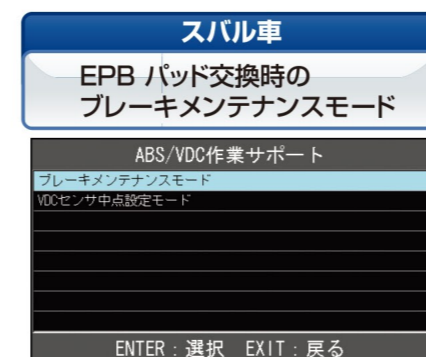 スバル車
EPB パッド交換時の
ブレーキメンテナンスモード
ABS/VDC作業サポート
ブレーキメンテナンスモード
VDCセンサ中点設定モード
ENTER：選択　EXIT：戻る